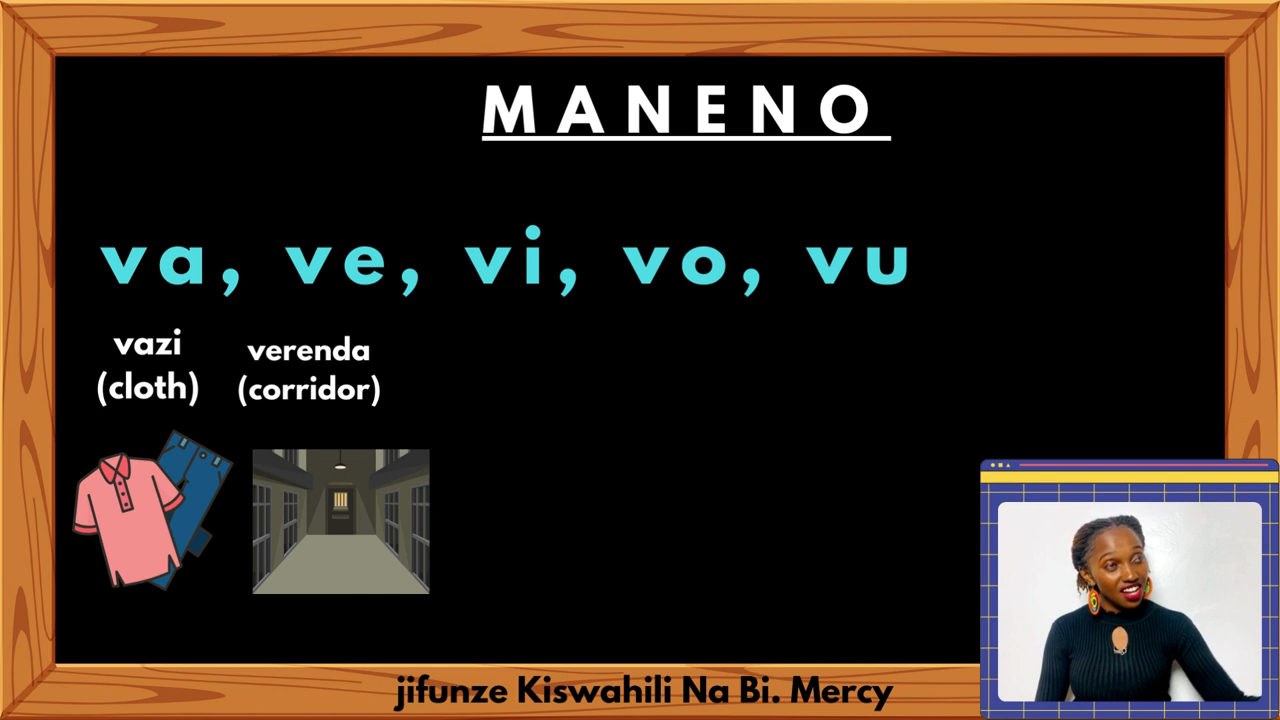 MANENO
va, ve, vi, vo, vu
vazi
(cloth)
verenda
(corridor)
jifunze Kiswahili Na Bi. Mercy